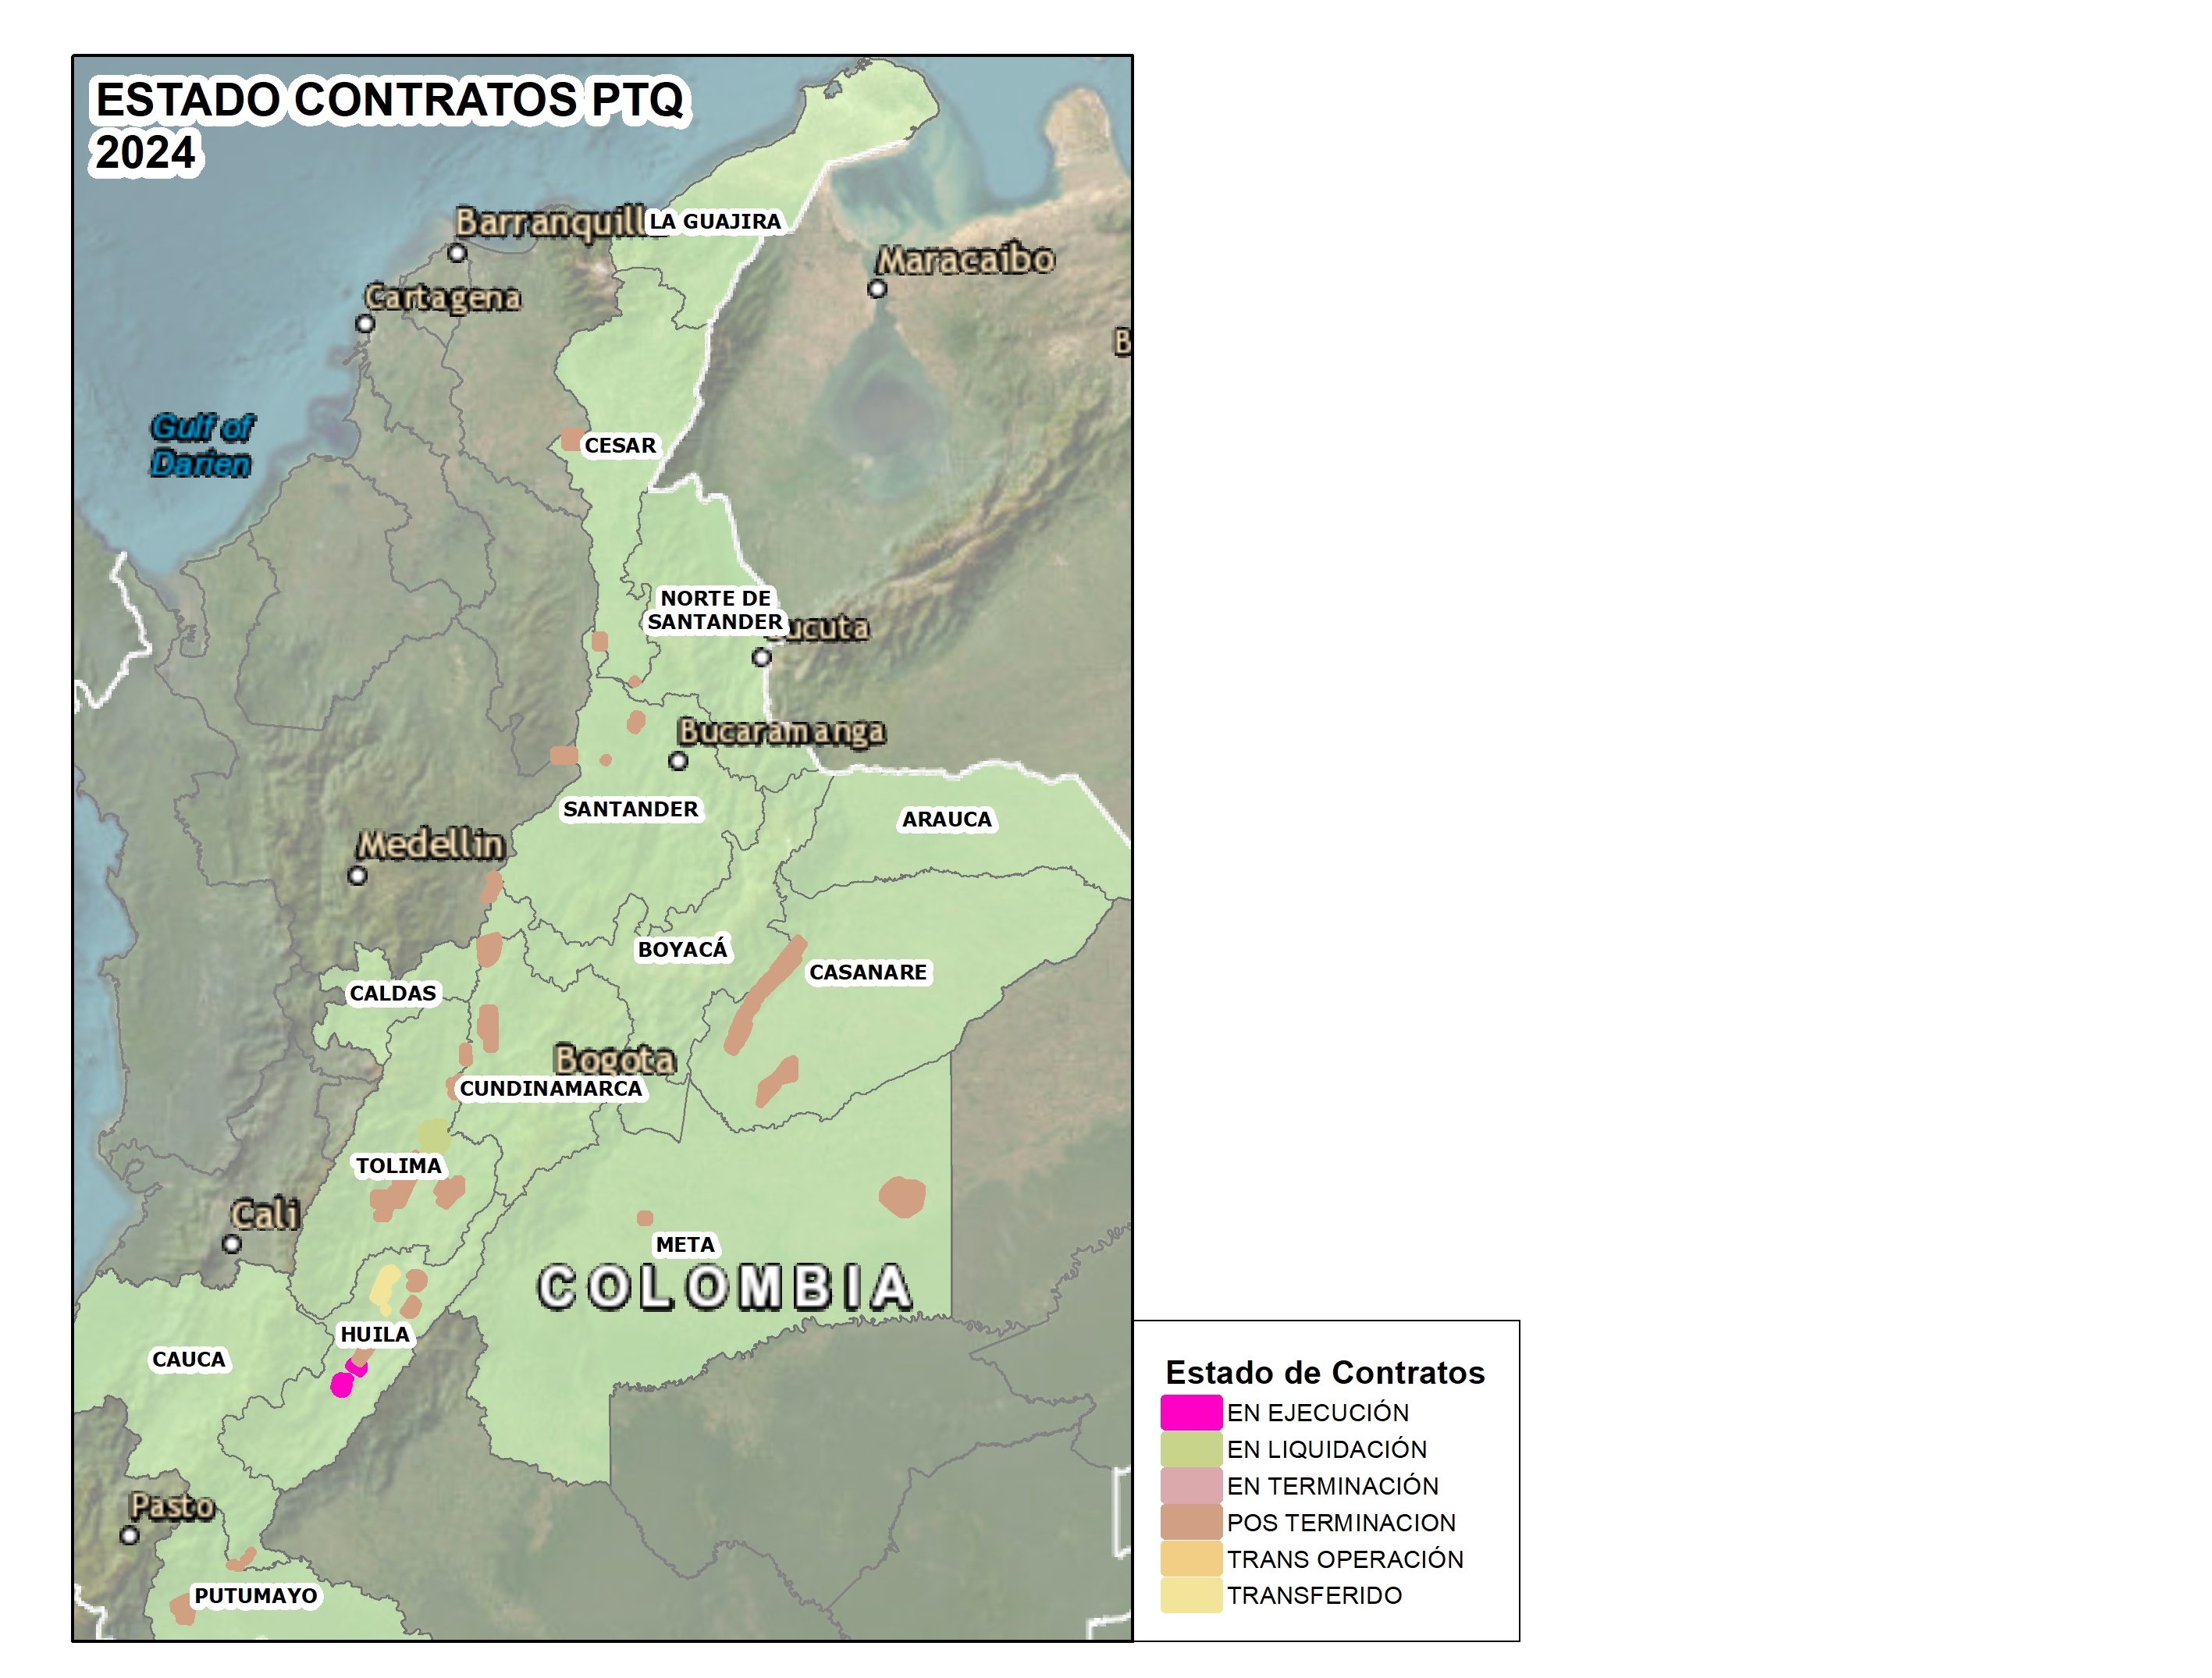 ESTADO CONTRATOS PTQ
2024
Barranquill
LA GUAJIRA
Maracaibo
Cartagena
B
Gulf of
Darien
CESAR
NORTE DE
SANTANDER
ucuta
Bucaramanga
SANTANDER
ARAUCA
Medellin
BOYACÁ
CASANARE
CALDAS
Bogota
CUNDINAMARCA
TOLIMA
Cali
META
COLOMBIA
HUILA
CAUCA
Estado de Contratos
EN EJECUCIÓN
EN LIQUIDACIÓN
EN TERMINACIÓN
POS TERMINACION
TRANS OPERACIÓN
TRANSFERIDO
Pasto
PUTUMAYO